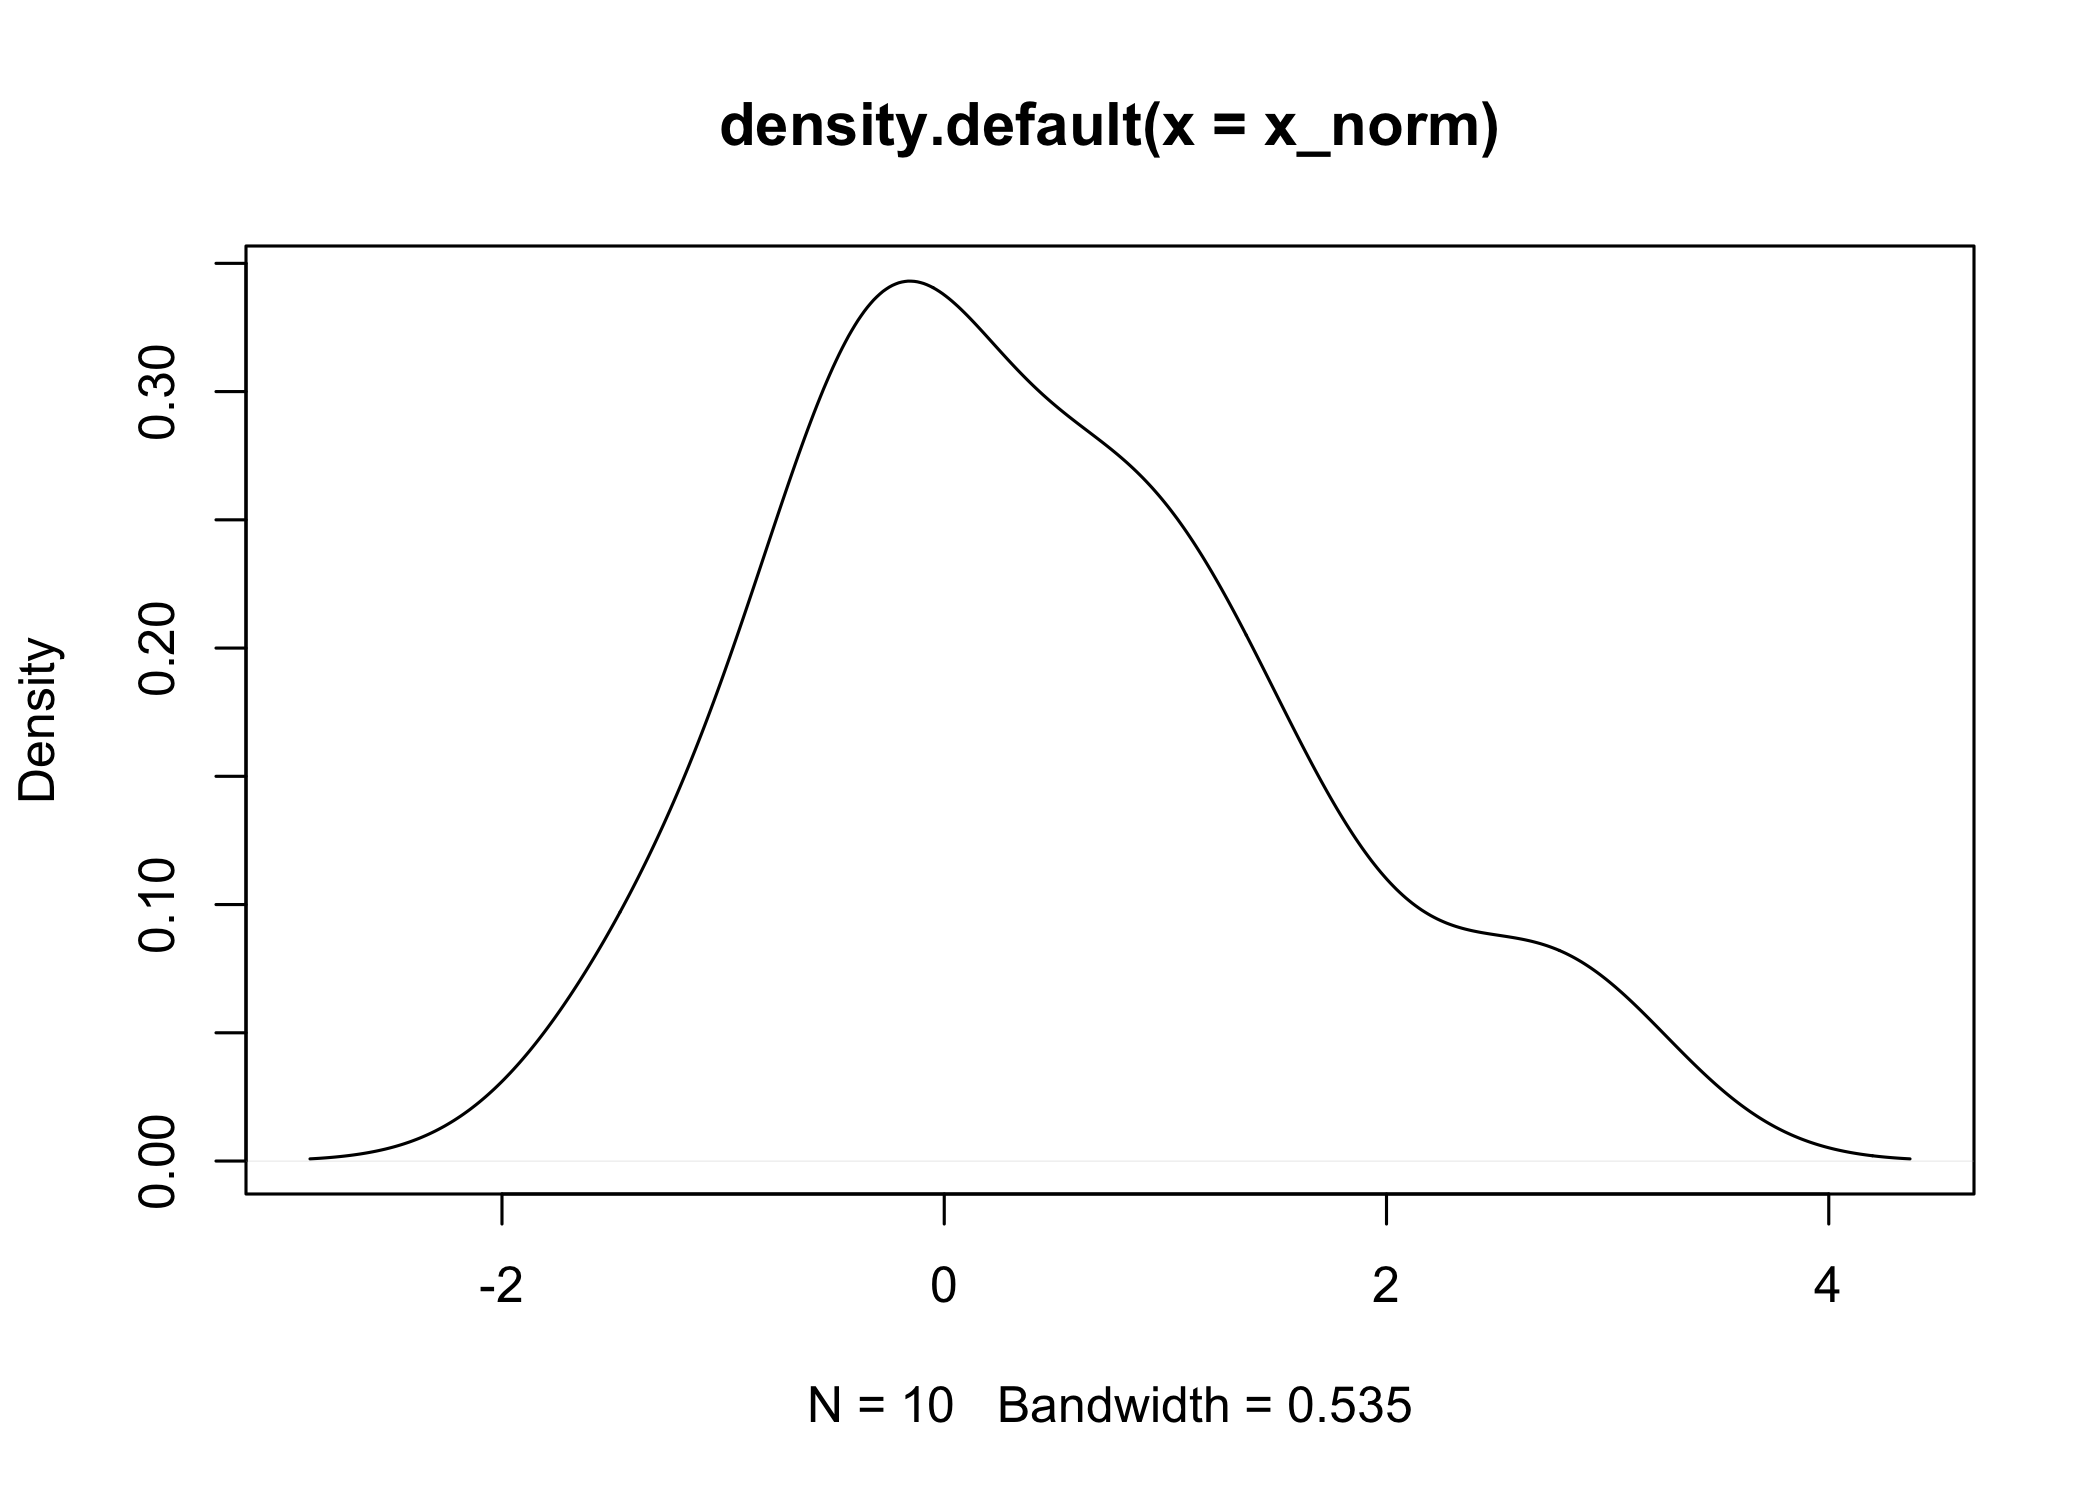 density.default(x = x_norm)
Density
0.30
0.20
0.10
0.00
-2 0 2 4
N = 10 Bandwidth = 0.535